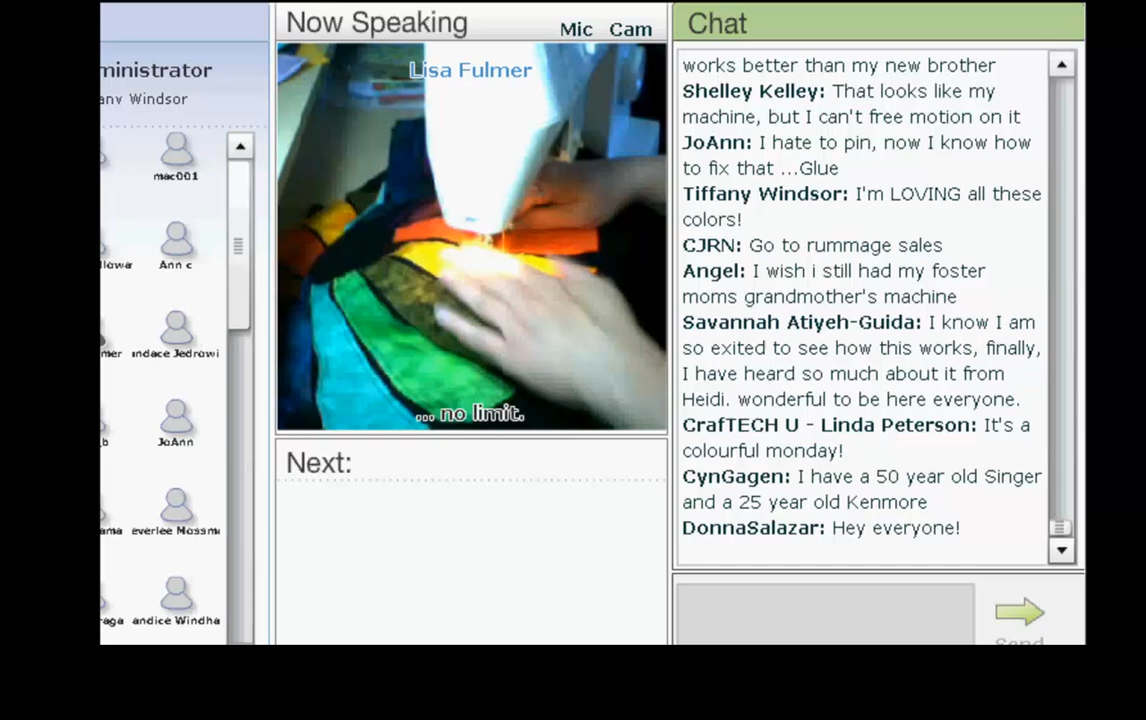 ministrator
any Windsor
mac001
Ann c
mer
ndace Jedrowi
JoAnn
everlee Mossm
andice Windha
Now Speaking
Mic Cam
Lisa Fulmer
... no limit.
Next:
Chat
works better than my new brother
Shelley Kelley: That looks like my
machine, but I can't free motion on it
JoAnn: I hate to pin, now I know how
to fix that ...Glue
Tiffany Windsor: I'm LOVING all these
colors!
CJRN: Go to rummage sales
Angel: I wish i still had my foster
moms grandmother's machine
Savannah Atiyeh-Guida: I know I am
so exited to see how this works, finally,
I have heard so much about it from
Heidi. wonderful to be here everyone.
CrafTECH U - Linda Peterson: It's a
colourful monday!
CynGagen: I have a 50 year old Singer
and a 25 year old Kenmore
DonnaSalazar: Hey everyone!
Send